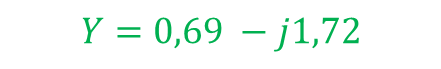 Y = 0,69 − j1,72